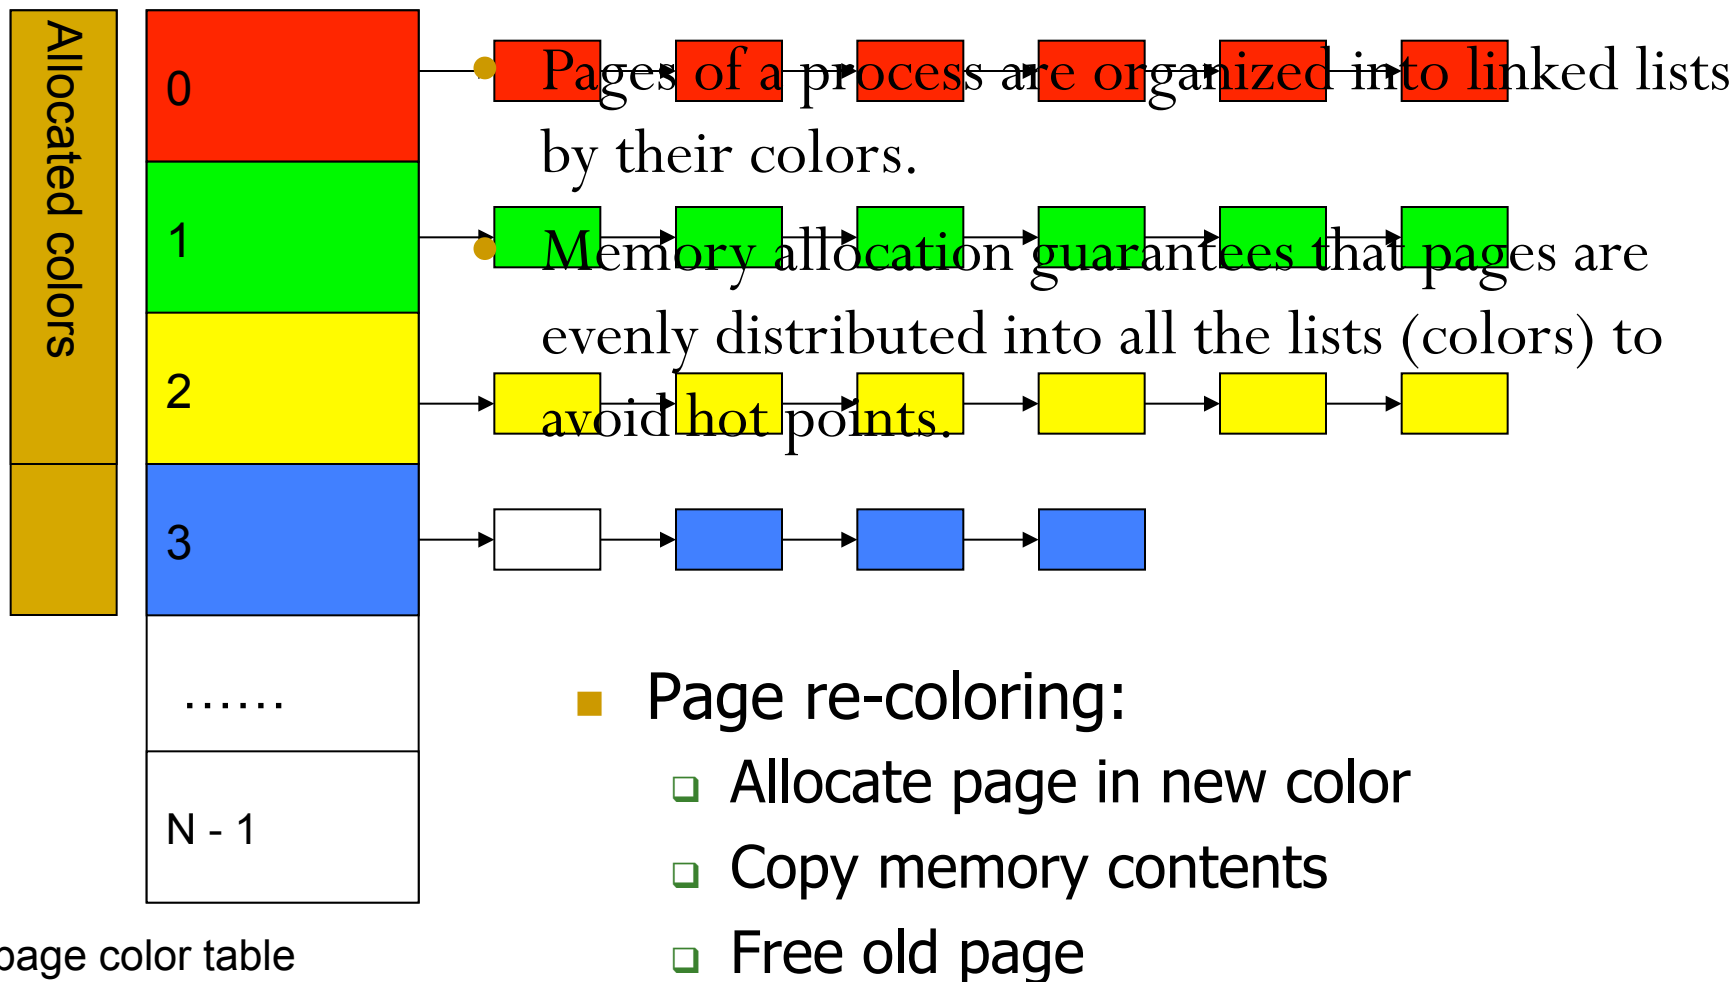 Allocated colors
0
1
2
3
......
N - 1
page color table
Pages of a process are organized into linked lists
by their colors.
Memory allocation guarantees that pages are
evenly distributed into all the lists (colors) to
avoid hot points.
Page re-coloring:
Allocate page in new color
Copy memory contents
Free old page